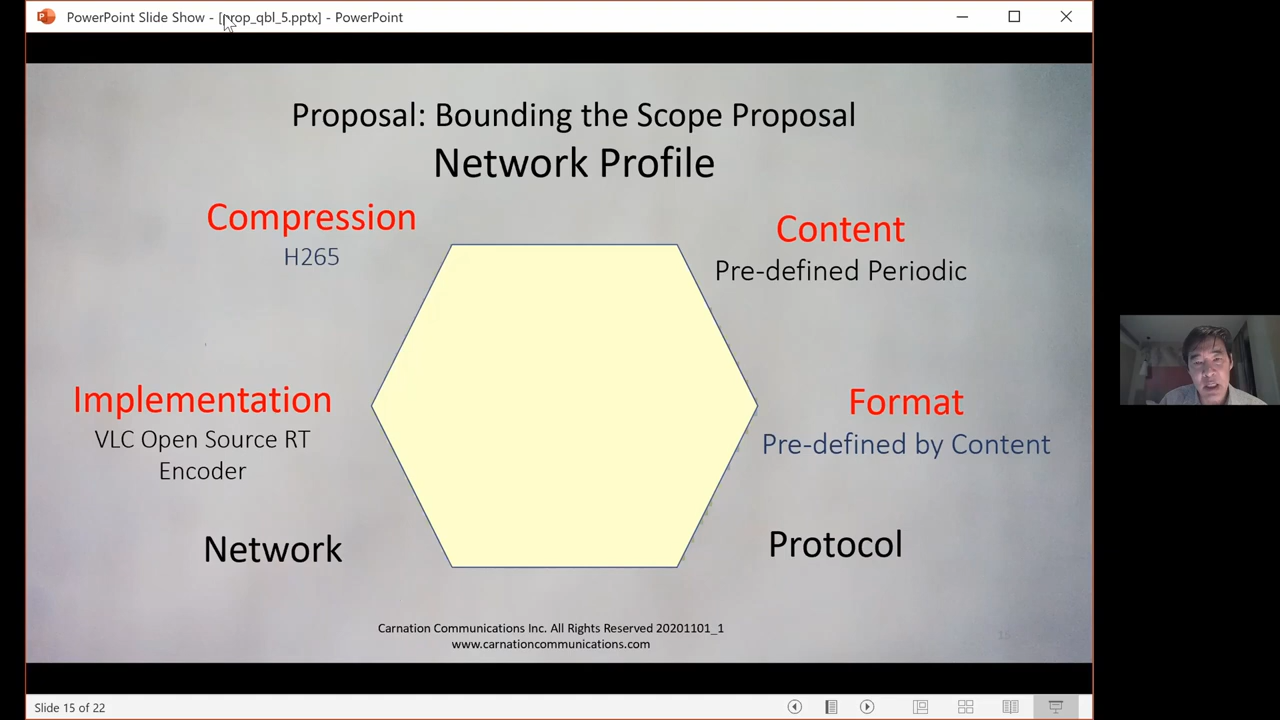 PowerPoint Slide Show - [prop_qbl_5.pptx] - PowerPoint
Proposal: Bounding the Scope Proposal
Network Profile
Compression
H265
Content
Pre-defined Periodic
Implementation
VLC Open Source RT
Encoder
Format
Pre-defined by Content
Network
Protocol
Carnation Communications Inc. All Rights Reserved 20201101_1
www.carnationcommunications.com
15
Slide 15 of 22